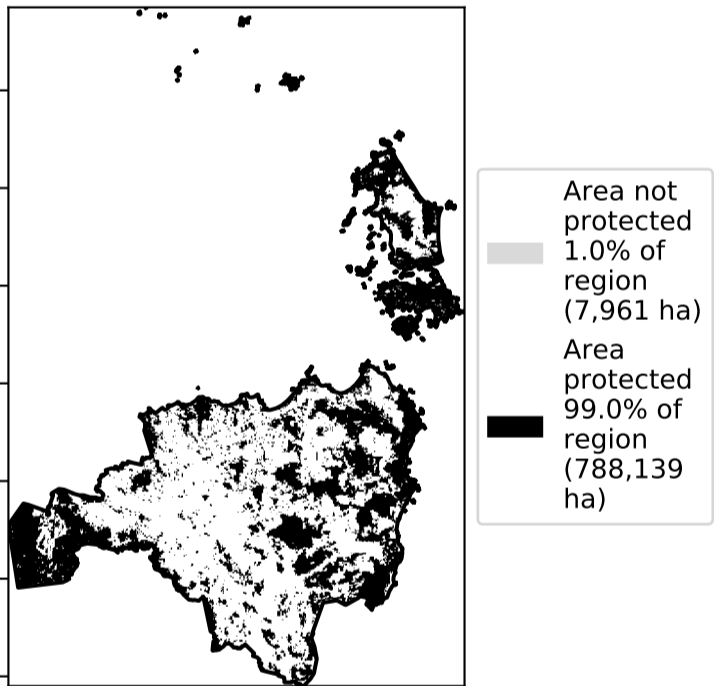 Area not
protected
1.0% of
region
(7,961 ha)
Area
protected
99.0% of
region
(788,139
ha)